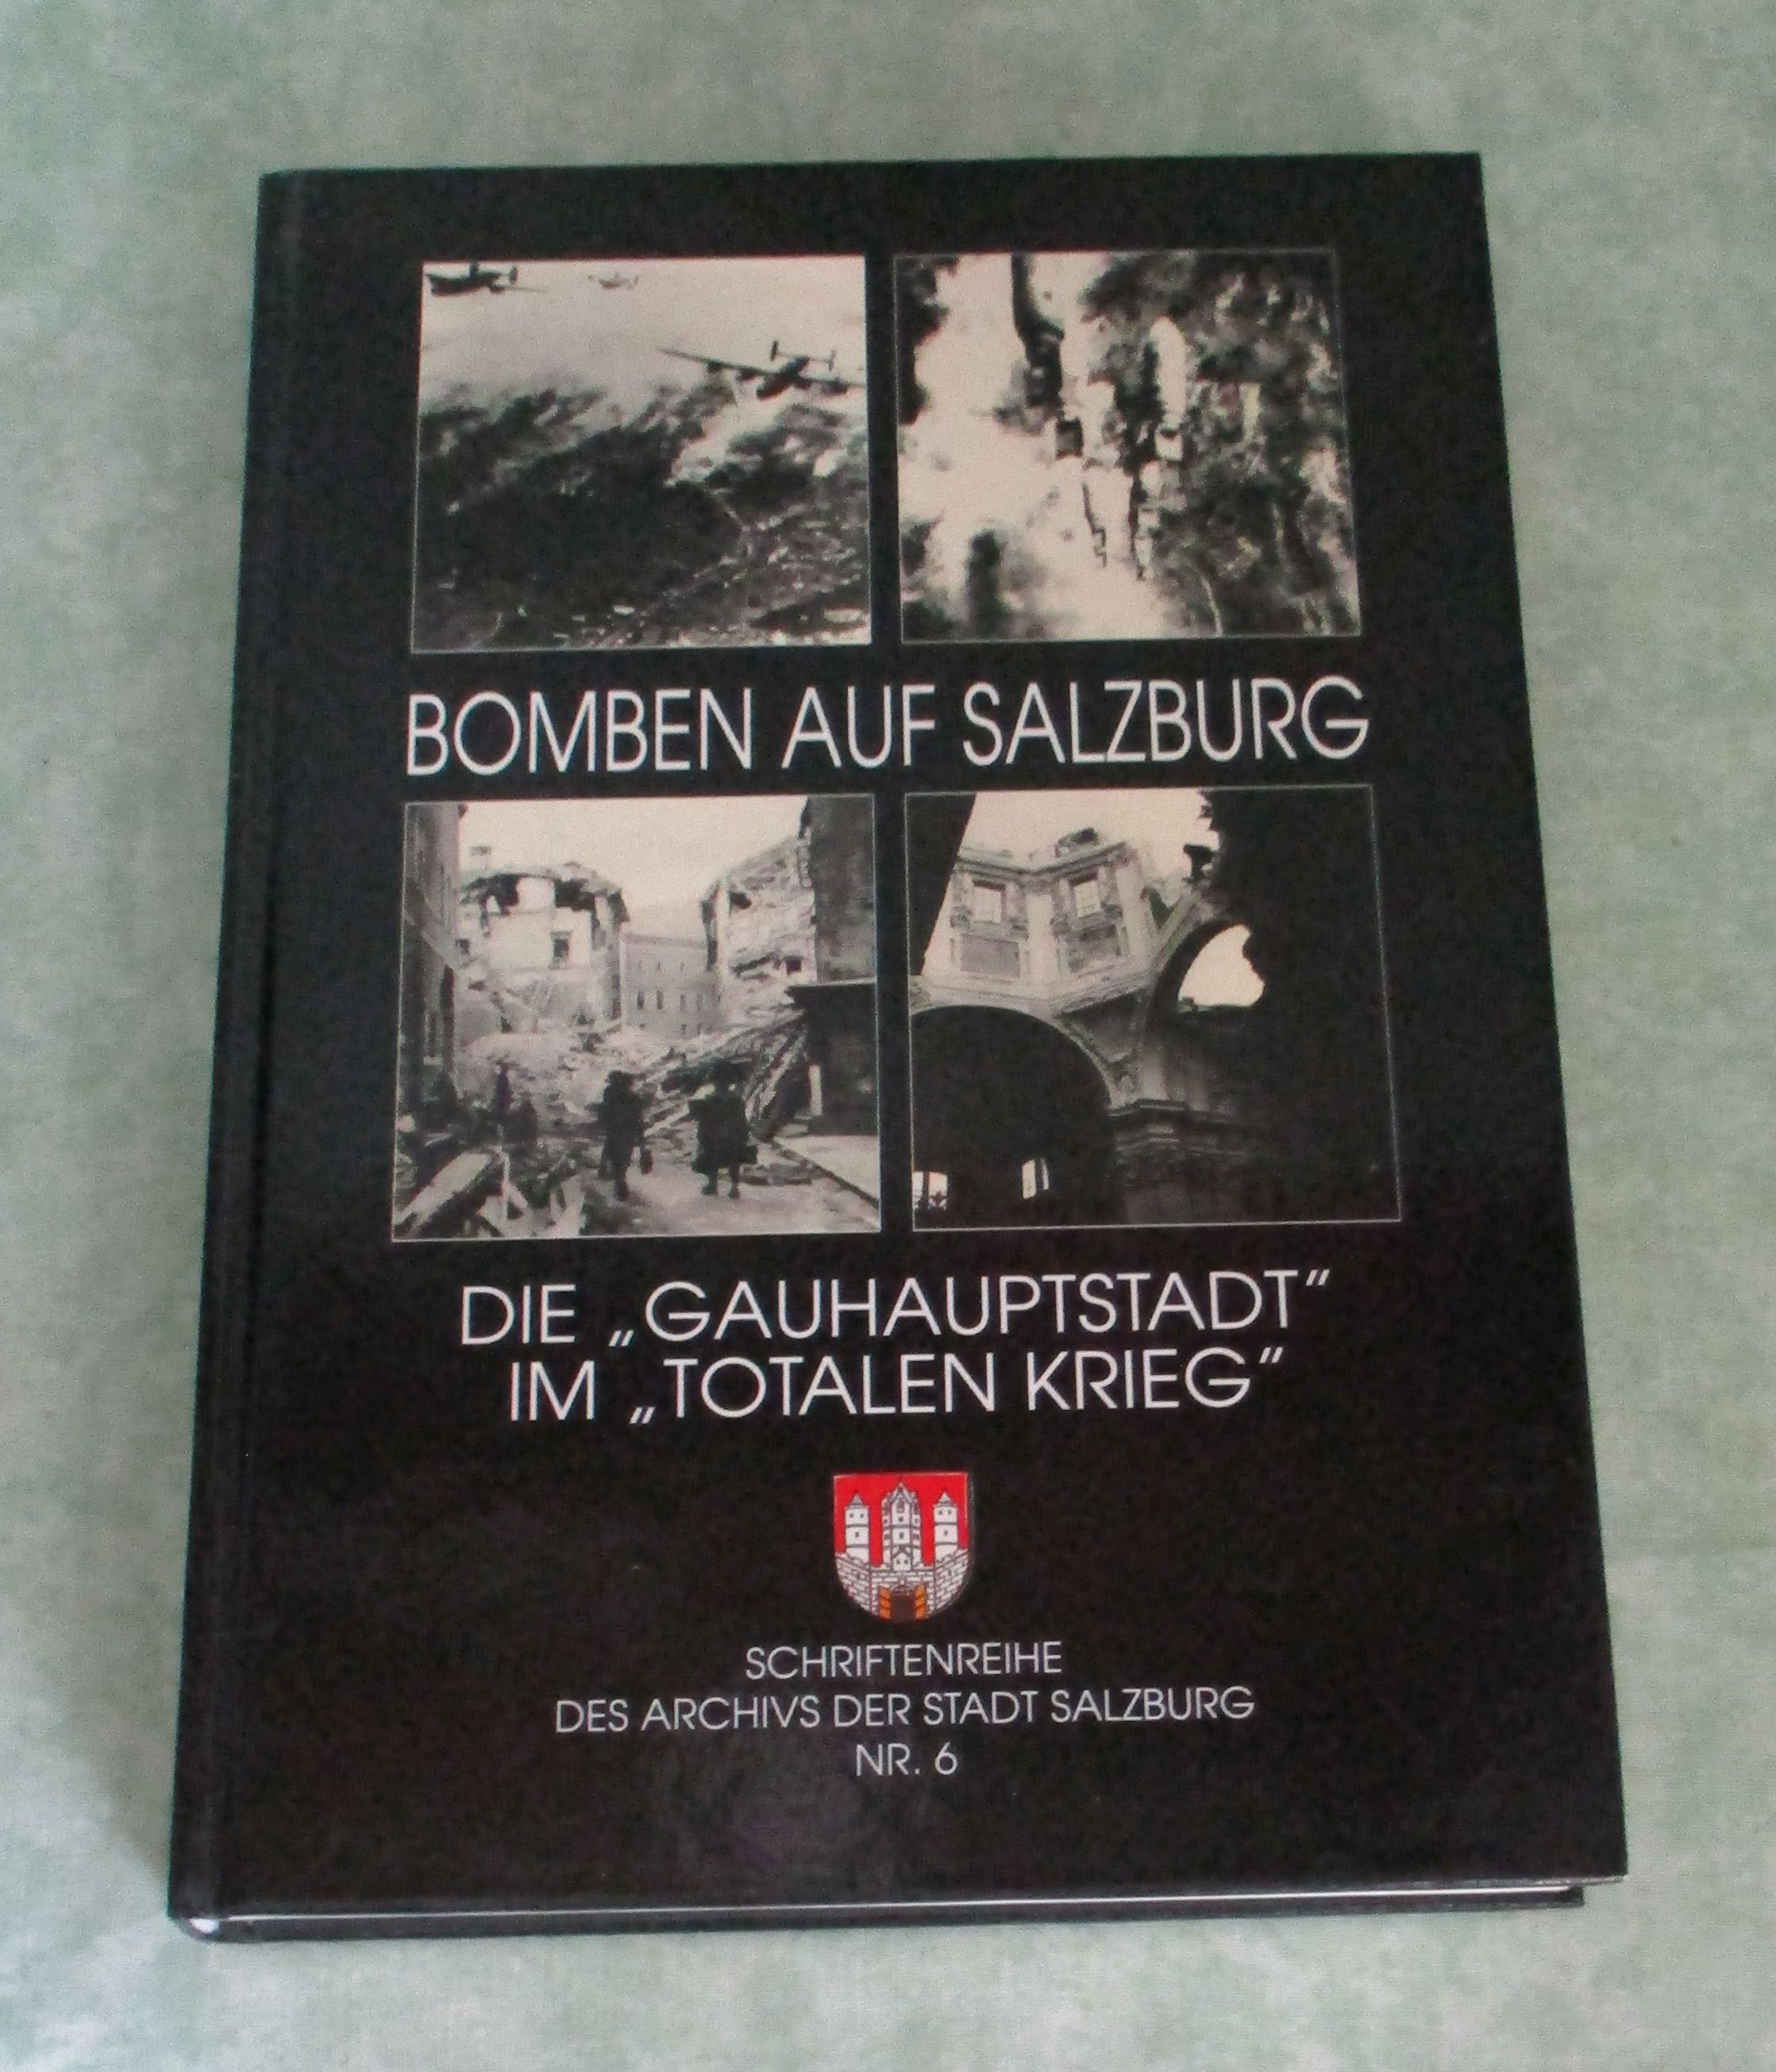 BOMBEN AUF SALZBURG
DIE „GAUHAUPTSTADT"
IM „TOTALEN KRIEG"
SCHRIFTENREIHE
DES ARCHIVS DER STADT SALZBURG
NR. 6